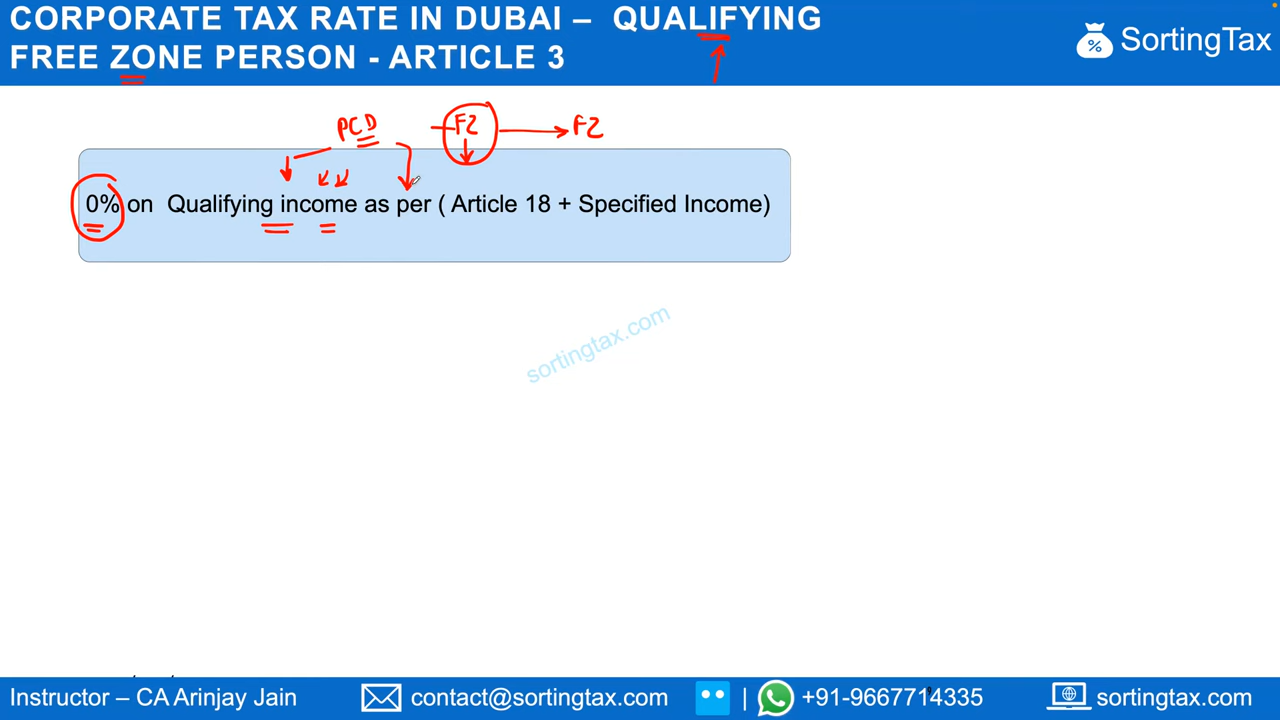 CORPORATE TAX RATE IN DUBAI – QUALIFYING
FREE ZONE PERSON - ARTICLE 3
% SortingTax
PCD FZ FZ
0% on Qualifying income as per ( Article 18 + Specified Income)
sortingtax.com
Instructor – CA Arinjay Jain contact@sortingtax.com | +91-9667714335 sortingtax.com